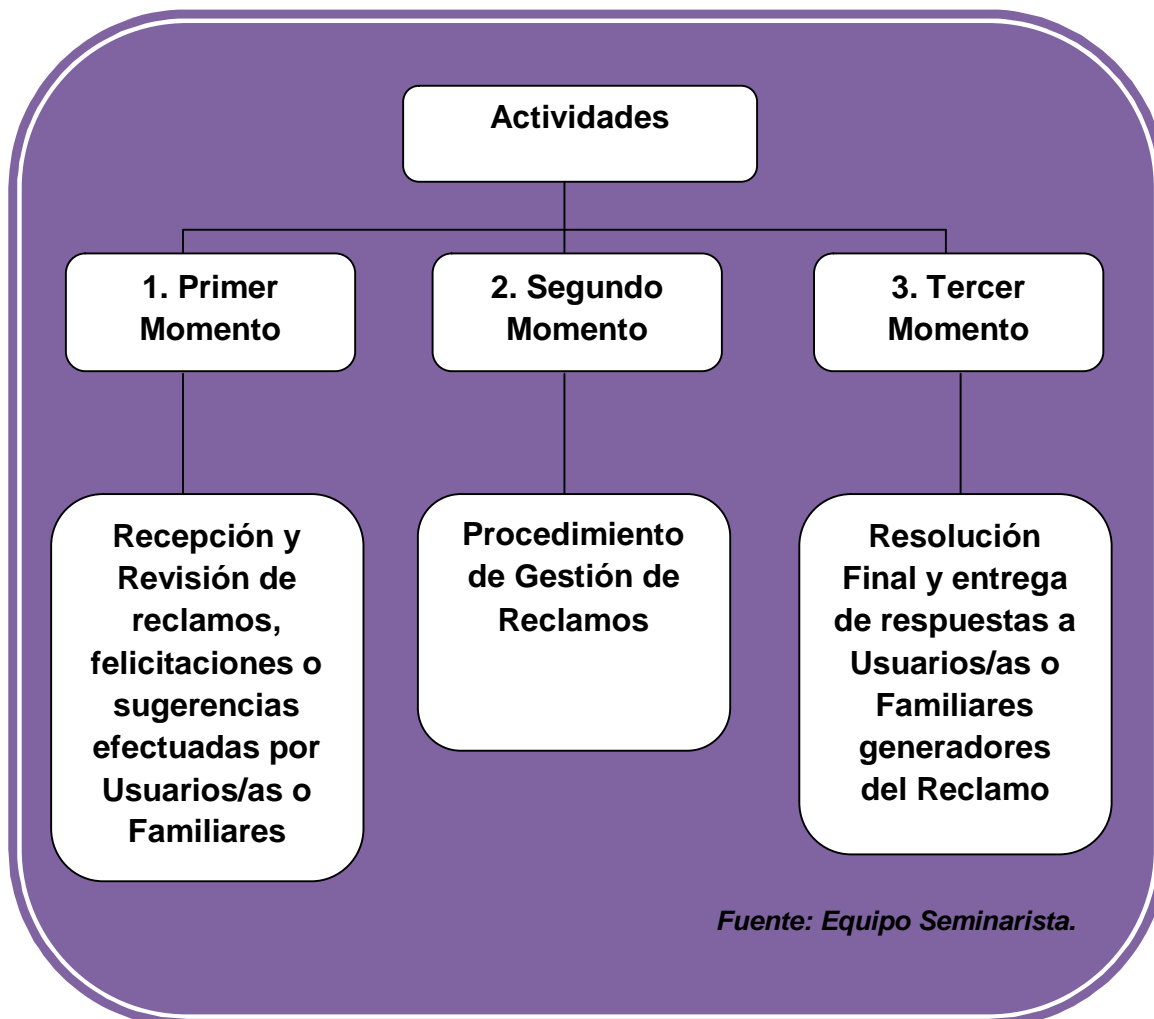 Actividades
1. Primer
Momento
2. Segundo
Momento
3. Tercer
Momento
Recepción y
Revisión de
reclamos,
felicitaciones o
sugerencias
efectuadas por
Usuarios/as o
Familiares
Procedimiento
de Gestión de
Reclamos
Resolución
Final y entrega
de respuestas a
Usuarios/as o
Familiares
generadores
del Reclamo
Fuente: Equipo Seminarista.